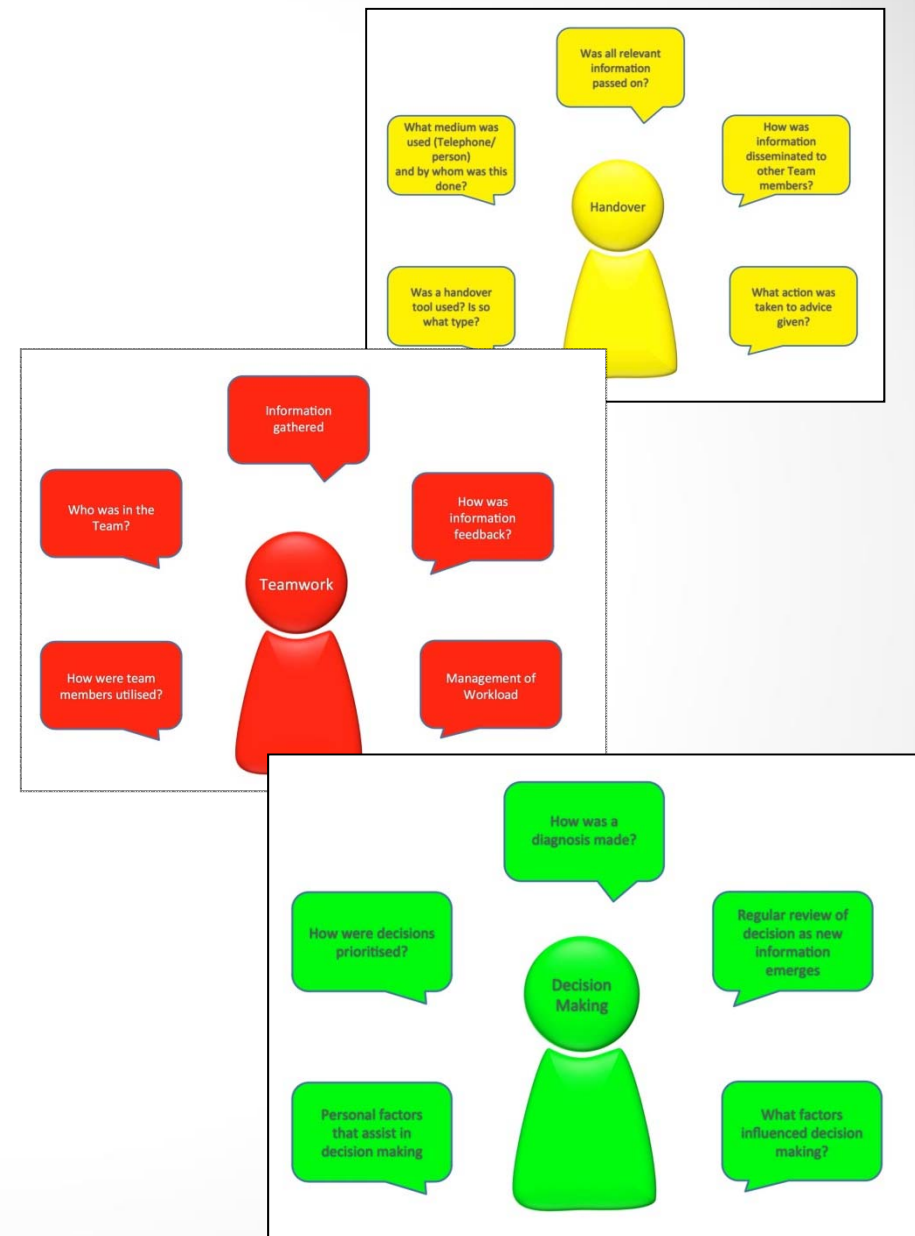 Was all relevant
information
passed on?
What medium was
used (Telephone/
person)
and by whom was this
done?
How was
information
disseminated to
other Team
members?
Handover
Was a handover
tool used? Is so
what type?
What action was
taken to advice
given?
Information
gathered
Who was in the
Team?
How was
information
feedback?
Teamwork
How were team
members utilised?
Management of
Workload
How was a
diagnosis made?
How were decisions
prioritised?
Regular review of
decision as new
information
emerges
Decision
Making
Personal factors
that assist in
decision making
What factors
influenced decision
making?